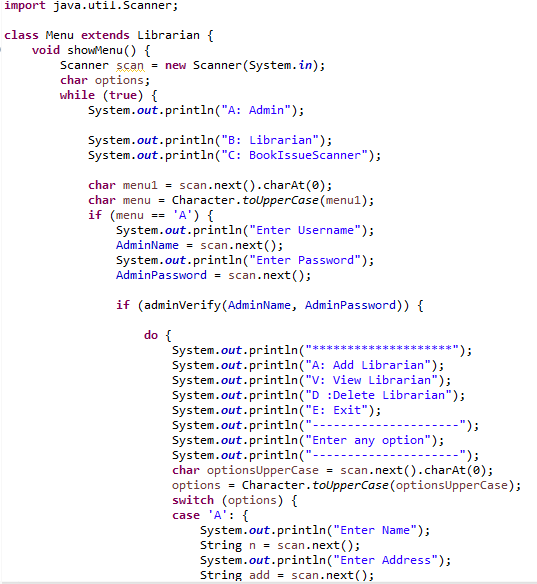 import java.util.Scanner;
class Menu extends Librarian {
void showMenu() {
Scanner scan = new Scanner(System.in);
char options;
while (true) {
System.out.println("A: Admin");
System.out.println("B: Librarian");
System.out.println("C: BookIssueScanner");
char menu1 = scan.next().charAt(0);
char menu = Character.toUpperCase(menu1);
if (menu == 'A') {
System.out.println("Enter Username");
AdminName = scan.next();
System.out.println("Enter Password");
AdminPassword = scan.next();
if (adminVerify(AdminName, AdminPassword)) {
do {
System.out.println("********************");
System.out.println("A: Add Librarian");
System.out.println("V: View Librarian");
System.out.println("D :Delete Librarian");
System.out.println("E: Exit");
System.out.println("---------------------");
System.out.println("Enter any option");
System.out.println("---------------------");
char optionsUpperCase = scan.next().charAt(0);
options = Character.toUpperCase(optionsUpperCase);
switch (options) {
case 'A': {
System.out.println("Enter Name");
String n = scan.next();
System.out.println("Enter Address");
String add = scan.next();